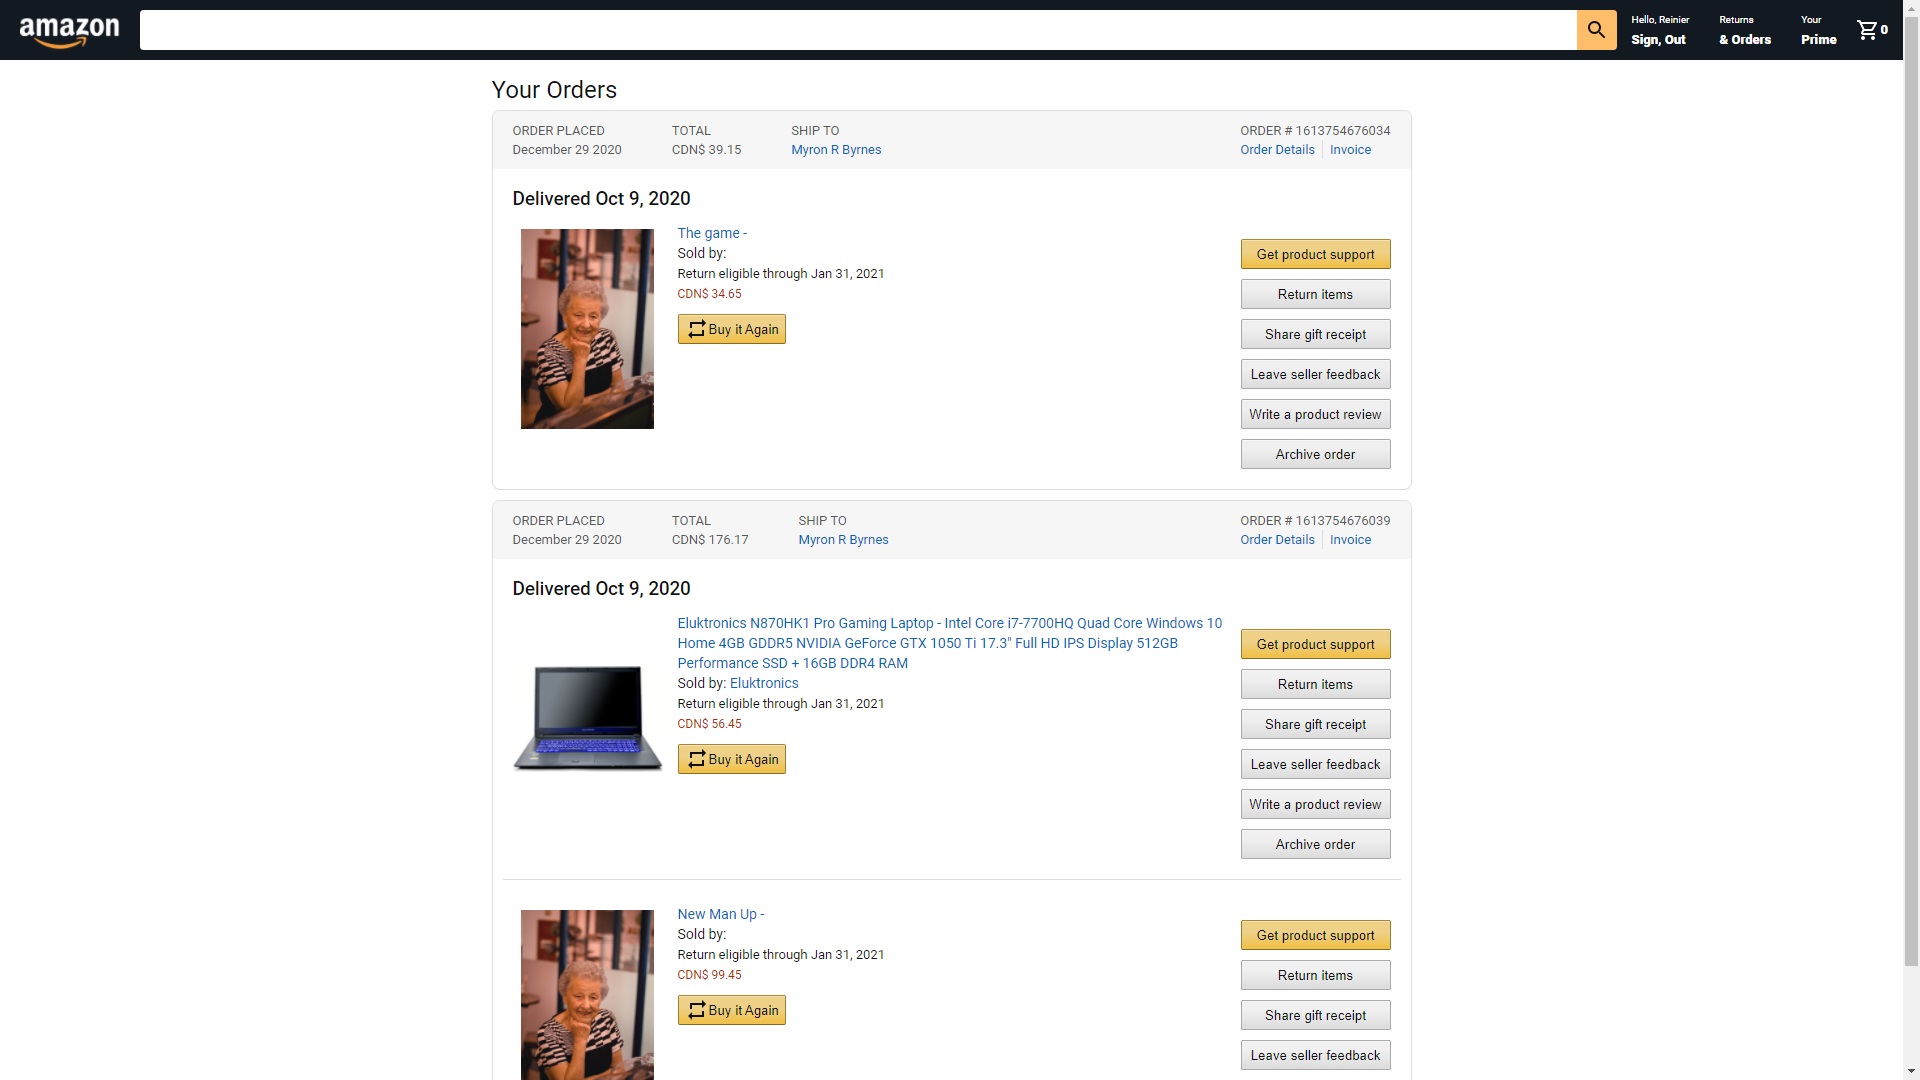 amazon
Hello, Reinier
Sign, Out
Returns
& Orders
Your
Prime
0
Your Orders
ORDER PLACED
December 29 2020
TOTAL
CDN$ 39.15
SHIP TO
Myron R Byrnes
ORDER # 1613754676034
Order Details
Invoice
Delivered Oct 9, 2020
The game -
Sold by:
Return eligible through Jan 31, 2021
CDN$ 34.65
Buy it Again
Get product support
Return items
Share gift receipt
Leave seller feedback
Write a product review
Archive order
ORDER PLACED
December 29 2020
TOTAL
CDN$ 176.17
SHIP TO
Myron R Byrnes
ORDER # 1613754676039
Order Details
Invoice
Delivered Oct 9, 2020
Eluktronics N870HK1 Pro Gaming Laptop - Intel Core i7-7700HQ Quad Core Windows 10
Home 4GB GDDR5 NVIDIA GeForce GTX 1050 Ti 17.3" Full HD IPS Display 512GB
Performance SSD + 16GB DDR4 RAM
Sold by: Eluktronics
Return eligible through Jan 31, 2021
CDN$ 56.45
Buy it Again
Get product support
Return items
Share gift receipt
Leave seller feedback
Write a product review
Archive order
New Man Up -
Sold by:
Return eligible through Jan 31, 2021
CDN$ 99.45
Buy it Again
Get product support
Return items
Share gift receipt
Leave seller feedback